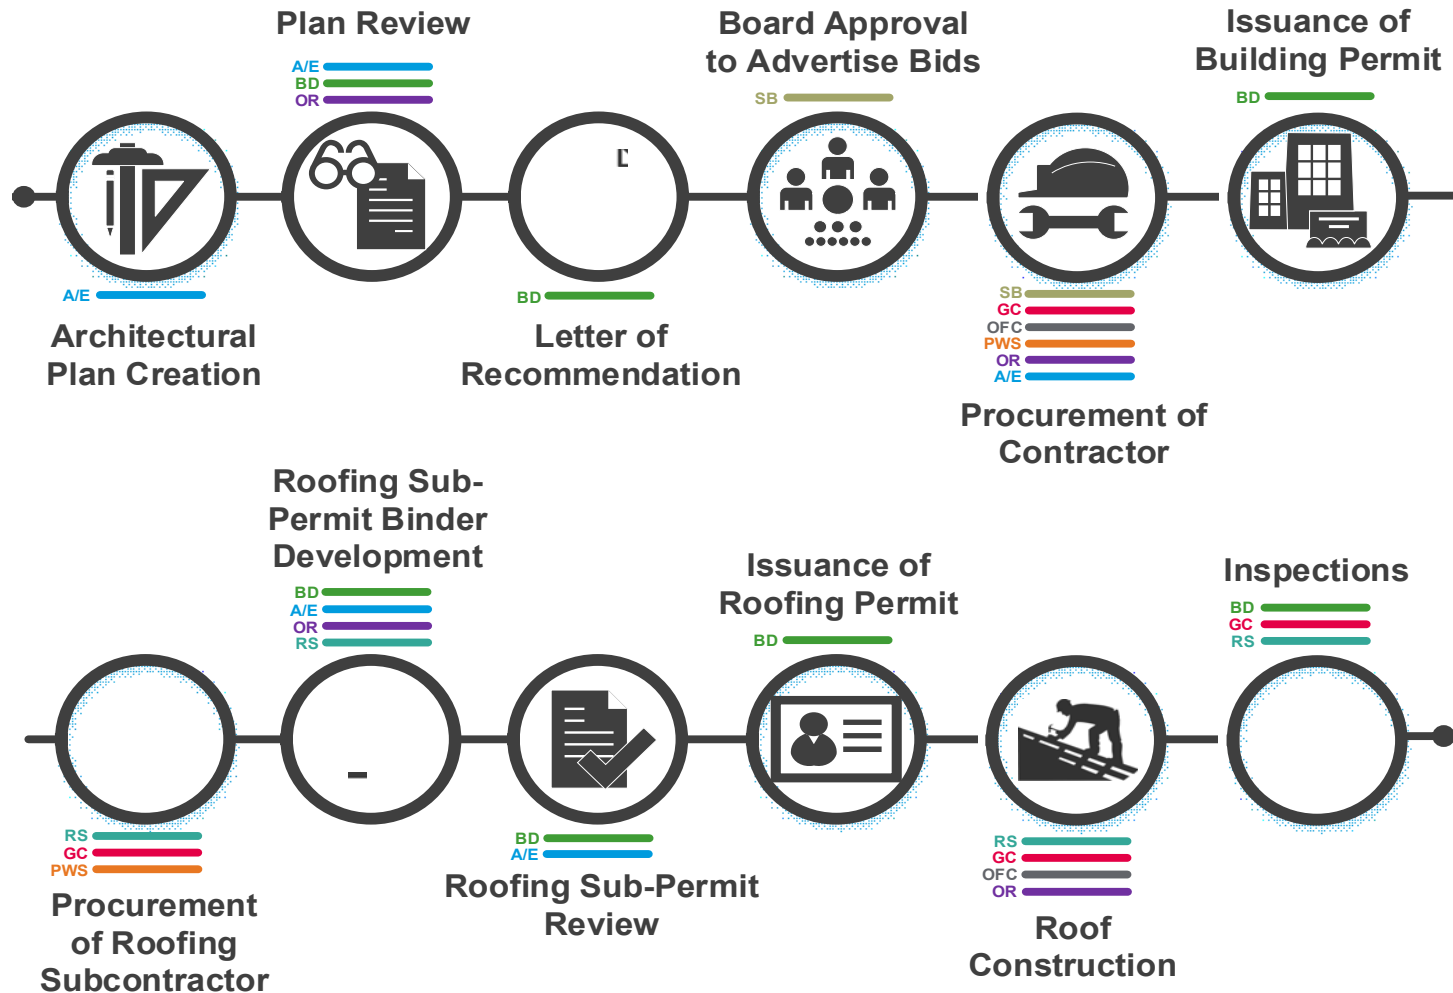 Plan Review
A/E
BD
OR
Board Approval
to Advertise Bids
SB
Issuance of
Building Permit
BD
A/E
Architectural
Plan Creation
BD
Letter of
Recommendation
SB
GC
OFC
PWS
OR
A/E
Procurement of
Contractor
Roofing Sub-
Permit Binder
Development
BD
A/E
OR
RS
Issuance of
Roofing Permit
BD
Inspections
BD
GC
RS
RS
GC
PWS
Procurement
of Roofing
Subcontractor
BD
A/E
Roofing Sub-Permit
Review
RS
GC
OFC
OR
Roof
Construction